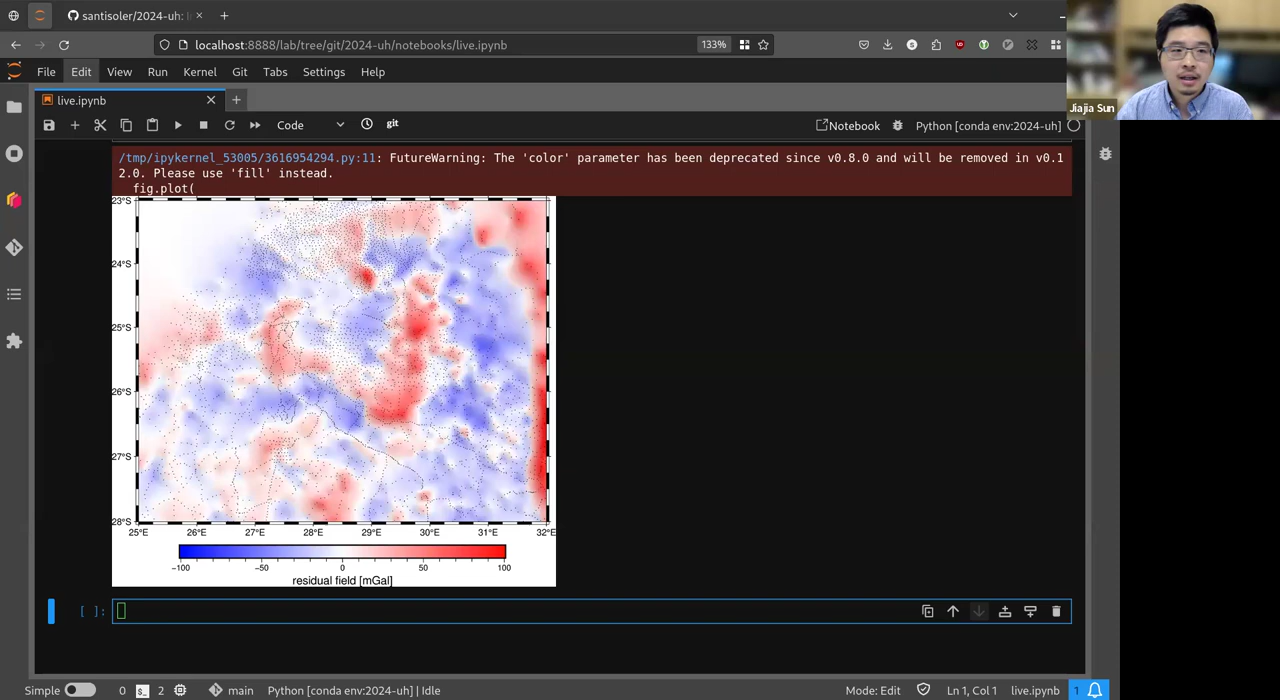 santisoler/2024-uh: l
localhost:8888/lab/tree/git/2024-uh/notebooks/live.ipynb
133%
File Edit View Run Kernel Git Tabs Settings Help
Jiajia Sun
live.ipynb
Code
git
Notebook
Python [conda env:2024-uh]
/tmp/ipykernel_53005/3616954294.py:11: FutureWarning: The 'color' parameter has been deprecated since v0.8.0 and will be removed in v0.1
2.0. Please use 'fill' instead.
fig.plot(
23°S
24°S
25°S
26°S
27°S
28°S
25°E 26°E 27°E 28°E 29°E 30°E 31°E 32°E
−100 −50 0 50 100
residual field [mGal]
[ ]:
Simple 0 2 main Python [conda env:2024-uh] | Idle Mode: Edit Ln 1, Col 1 live.ipynb 1